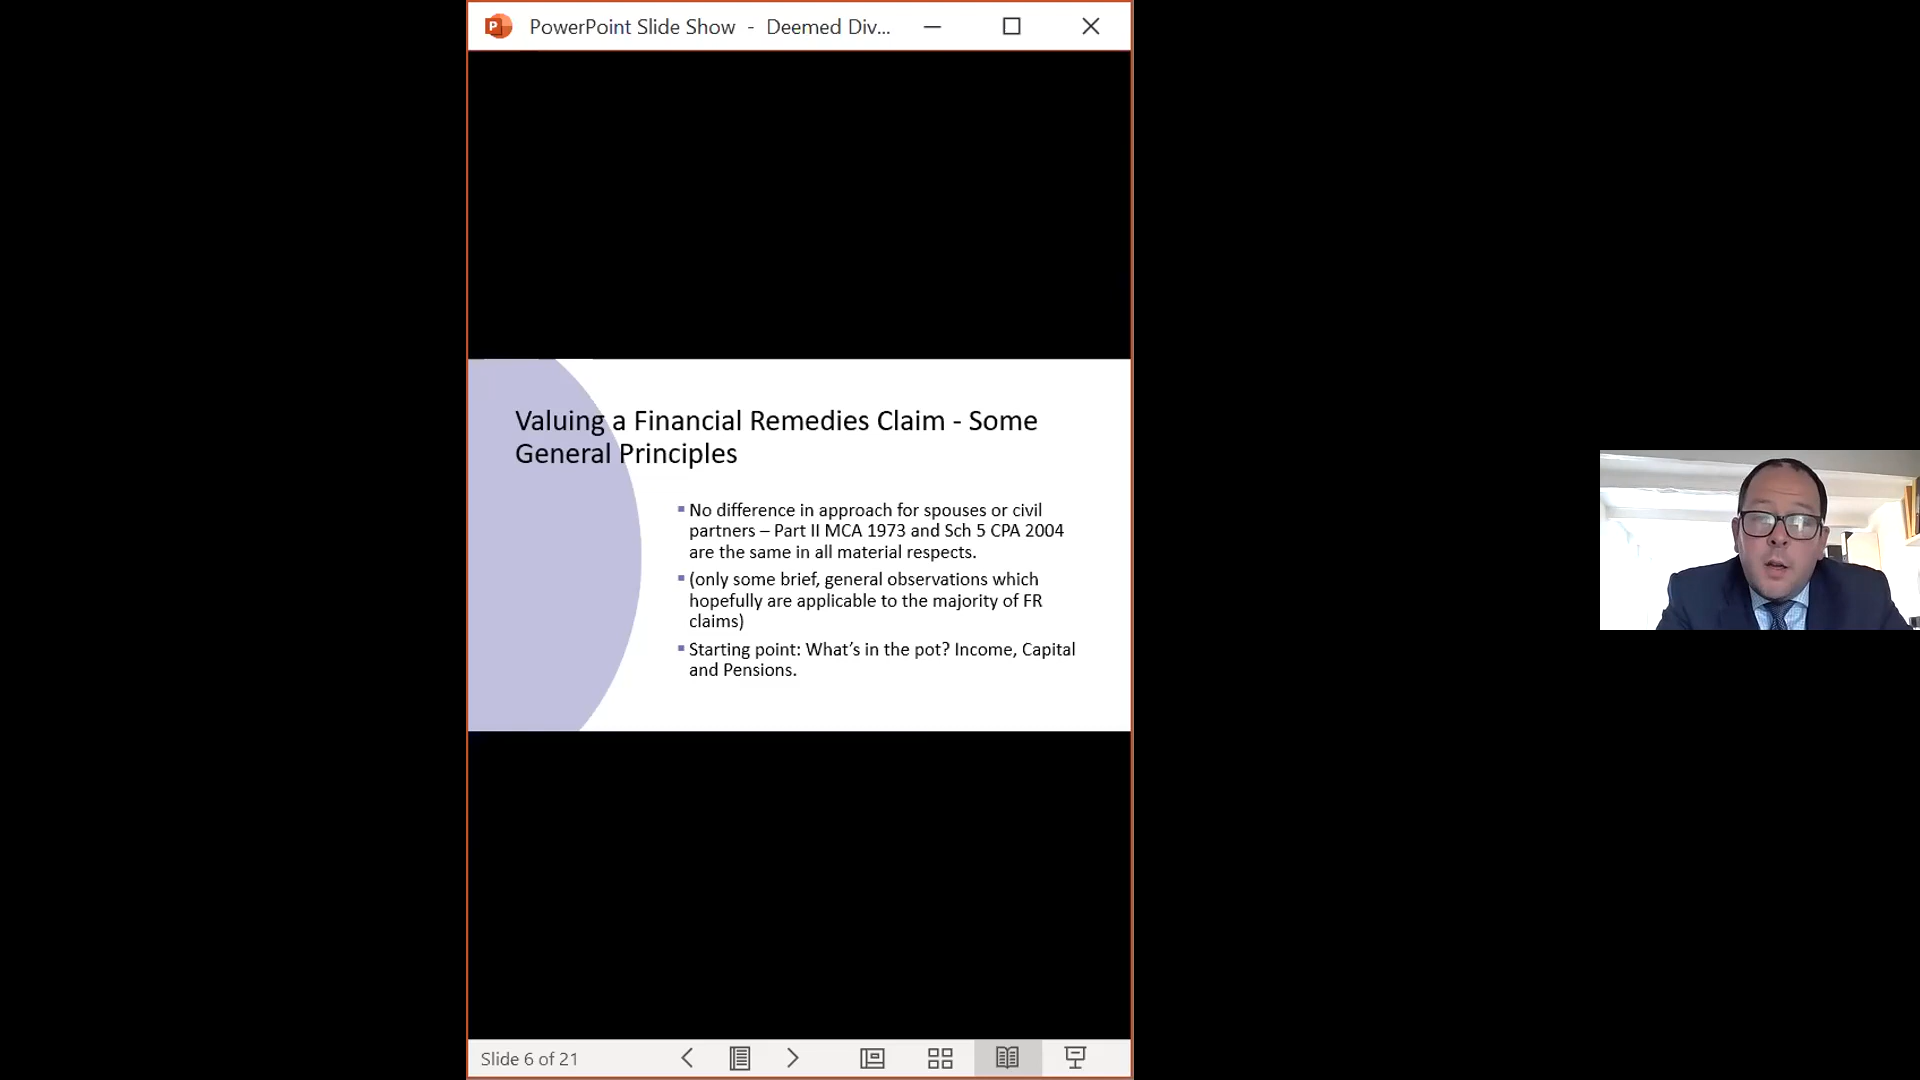 PowerPoint Slide Show - Deemed Div...
Valuing a Financial Remedies Claim - Some
General Principles
▪ No difference in approach for spouses or civil
partners – Part II MCA 1973 and Sch 5 CPA 2004
are the same in all material respects.
▪ (only some brief, general observations which
hopefully are applicable to the majority of FR
claims)
▪ Starting point: What's in the pot? Income, Capital
and Pensions.
Slide 6 of 21